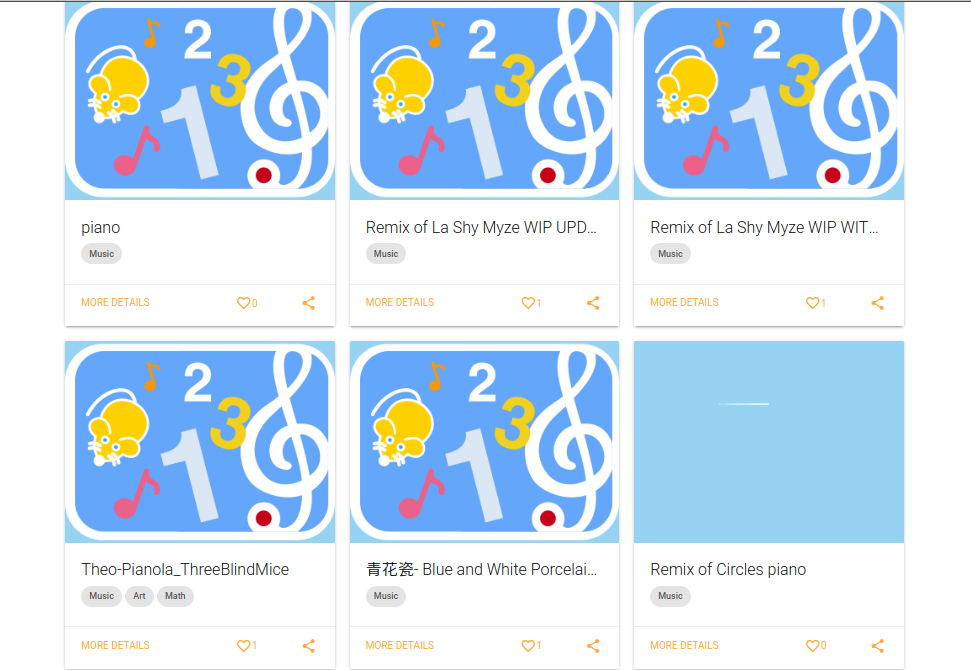 2
3
1
2
3
1
2
3
1
piano
Remix of La Shy Myze WIP UPD...
Remix of La Shy Myze WIP WIT...
Music
Music
Music
MORE DETAILS
0
MORE DETAILS
1
MORE DETAILS
1
2
3
1
2
3
1
Theo-Pianola_ThreeBlindMice
青花瓷- Blue and White Porcelai...
Remix of Circles piano
Music Art Math
Music
Music
MORE DETAILS
1
MORE DETAILS
1
MORE DETAILS
0